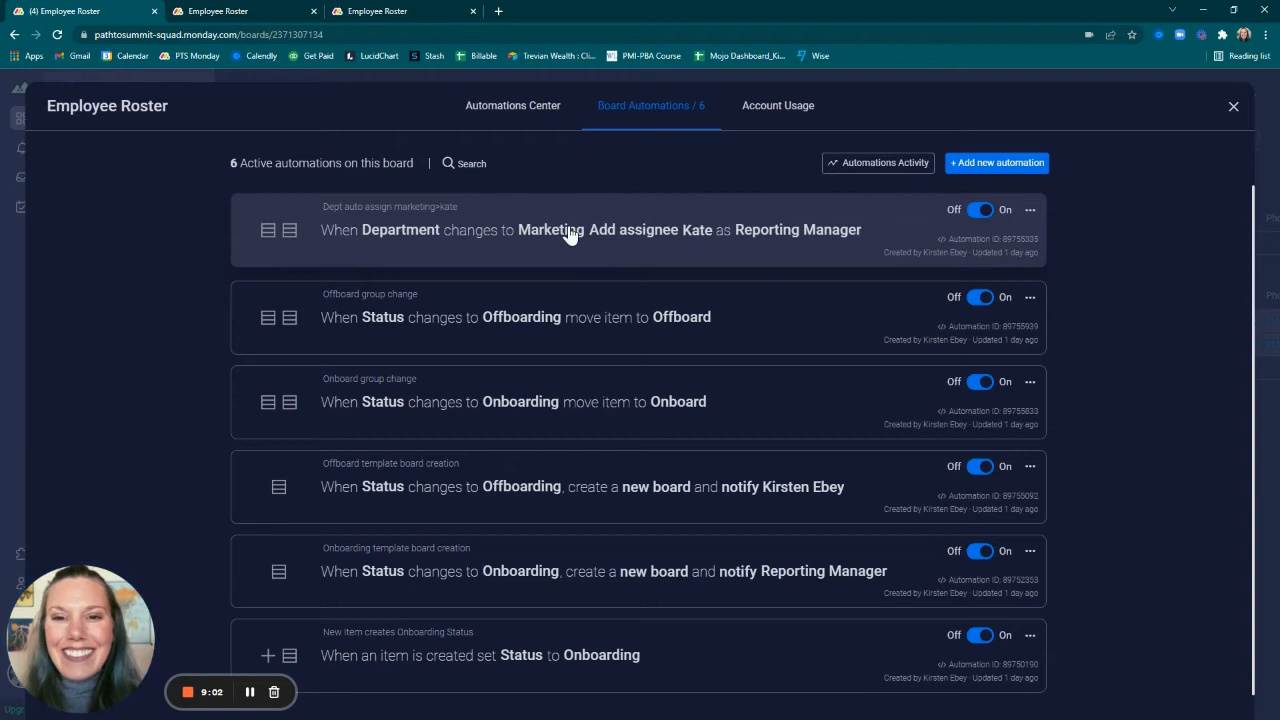 (4) Employee Roster
Employee Roster
Employee Roster
pathtosummit-squad.monday.com/boards/2371307134
Apps Gmail Calendar PTS Monday Calendly Get Paid LucidChart Stash Billable Trevian Wealth : Cli... PMI-PBA Course Mojo Dashboard_Ki... Wise Reading list
Employee Roster
Automations Center
Board Automations / 6
Account Usage
6 Active automations on this board
Search
Automations Activity
+ Add new automation
Dept auto assign marketing>kate
When Department changes to Marketing Add assignee Kate as Reporting Manager
Off On
Automation ID: 89755335
Created by Kirsten Ebey · Updated 1 day ago
Offboard group change
When Status changes to Offboarding move item to Offboard
Off On
Automation ID: 89755939
Created by Kirsten Ebey · Updated 1 day ago
Onboard group change
When Status changes to Onboarding move item to Onboard
Off On
Automation ID: 89755833
Created by Kirsten Ebey · Updated 1 day ago
Offboard template board creation
When Status changes to Offboarding, create a new board and notify Kirsten Ebey
Off On
Automation ID: 89755092
Created by Kirsten Ebey · Updated 1 day ago
Onboarding template board creation
When Status changes to Onboarding, create a new board and notify Reporting Manager
Off On
Automation ID: 89752353
Created by Kirsten Ebey · Updated 1 day ago
New Item creates Onboarding Status
When an item is created set Status to Onboarding
Off On
Automation ID: 89750190
Created by Kirsten Ebey · Updated 1 day ago
9:02
Pho
Pho
Upgr